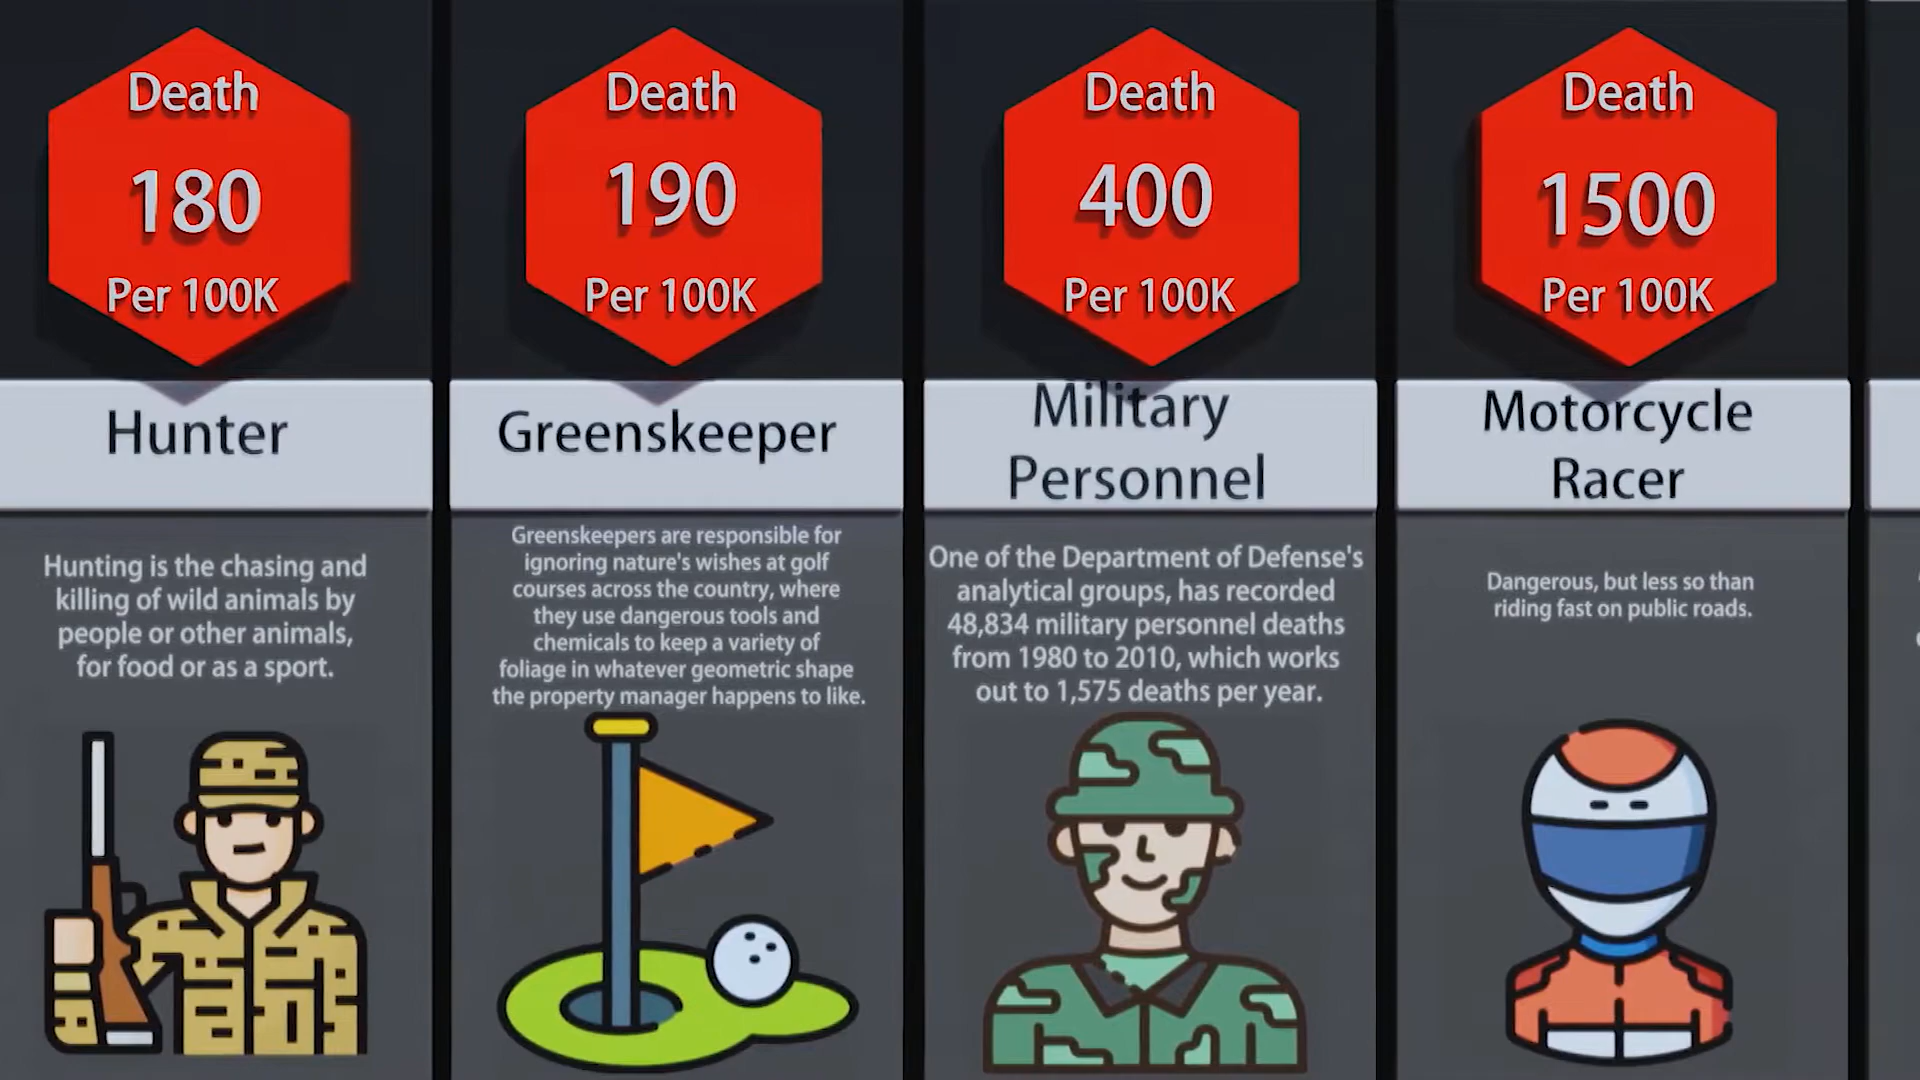 Death
180
Per 100K
Hunter
Hunting is the chasing and
killing of wild animals by
people or other animals,
for food or as a sport.
Death
190
Per 100K
Greenskeeper
Greenskeepers are responsible for
ignoring nature's wishes at golf
courses across the country, where
they use dangerous tools and
chemicals to keep a variety of
foliage in whatever geometric shape
the property manager happens to like.
Death
400
Per 100K
Military
Personnel
One of the Department of Defense's
analytical groups, has recorded
48,834 military personnel deaths
from 1980 to 2010, which works
out to 1,575 deaths per year.
Death
1500
Per 100K
Motorcycle
Racer
Dangerous, but less so than
riding fast on public roads.